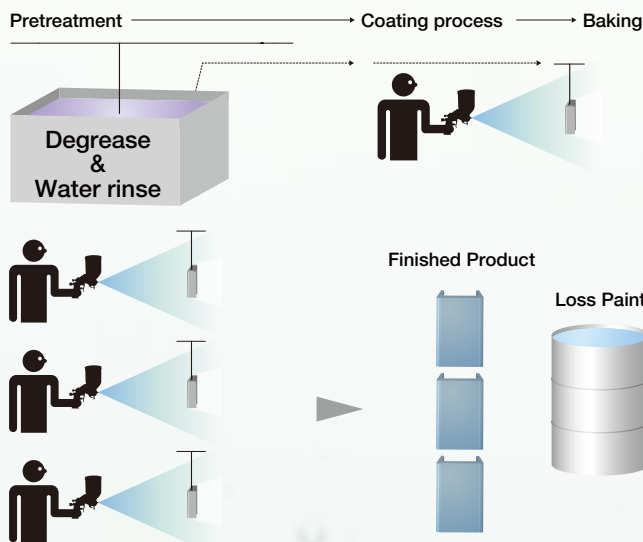 Pretreatment
Coating process
Baking
Degrease
&
Water rinse
Finished Product
Loss Paint